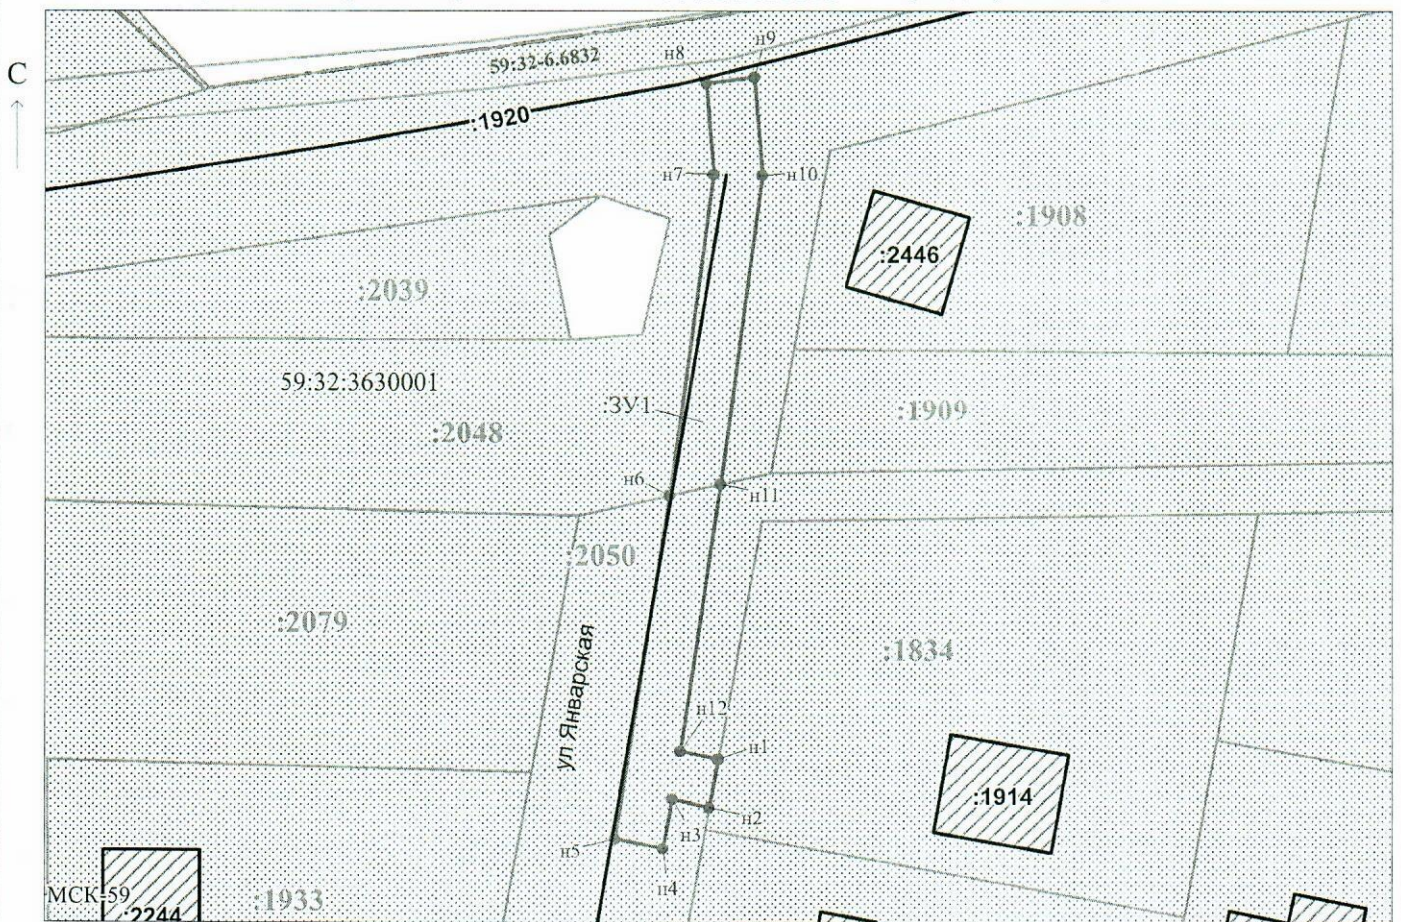 С
н8
н9
59:32-6.6832
:1920
н7
н10
:1908
:2446
:2039
59:32:3630001
:ЗУ1
:1909
:2048
н6
н11
:2050
:2079
ул Январская
:1834
н12
н1
:1914
н2
н3
н5
н4
МСК-59
:2244
:1933